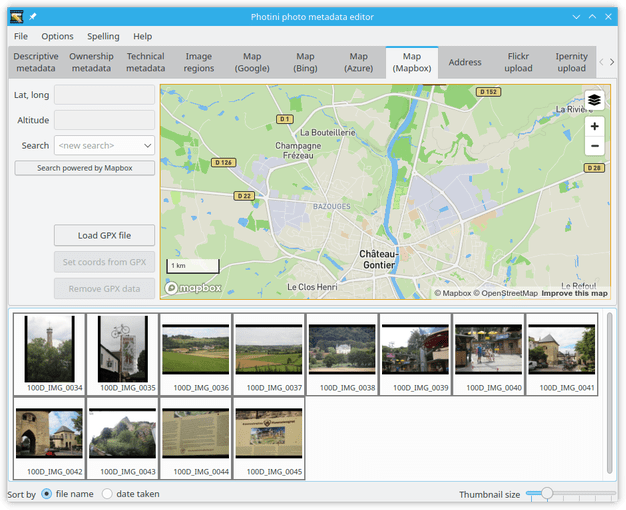 Photini photo metadata editor
File Options Spelling Help
Descriptive metadata
Ownership metadata
Technical metadata
Image regions
Map (Google)
Map (Bing)
Map (Azure)
Map (Mapbox)
Address
Flickr upload
Ipernity upload
Lat, long
Altitude
Search <new search>
Search powered by Mapbox
Load GPX file
Set coords from GPX
Remove GPX data
D 152
La Rivière
D 1
La Bouteillerie
Champagne
Frézeau
D 126
D 28
D 22
BAZOUGES
Château-
Gontier
1 km
Le Clos Henri
Le Refoul
mapbox
© Mapbox © OpenStreetMap Improve this map
100D_IMG_0034 100D_IMG_0035 100D_IMG_0036 100D_IMG_0037 100D_IMG_0038 100D_IMG_0039 100D_IMG_0040 100D_IMG_0041
100D_IMG_0042 100D_IMG_0043 100D_IMG_0044 100D_IMG_0045
Sort by file name date taken Thumbnail size